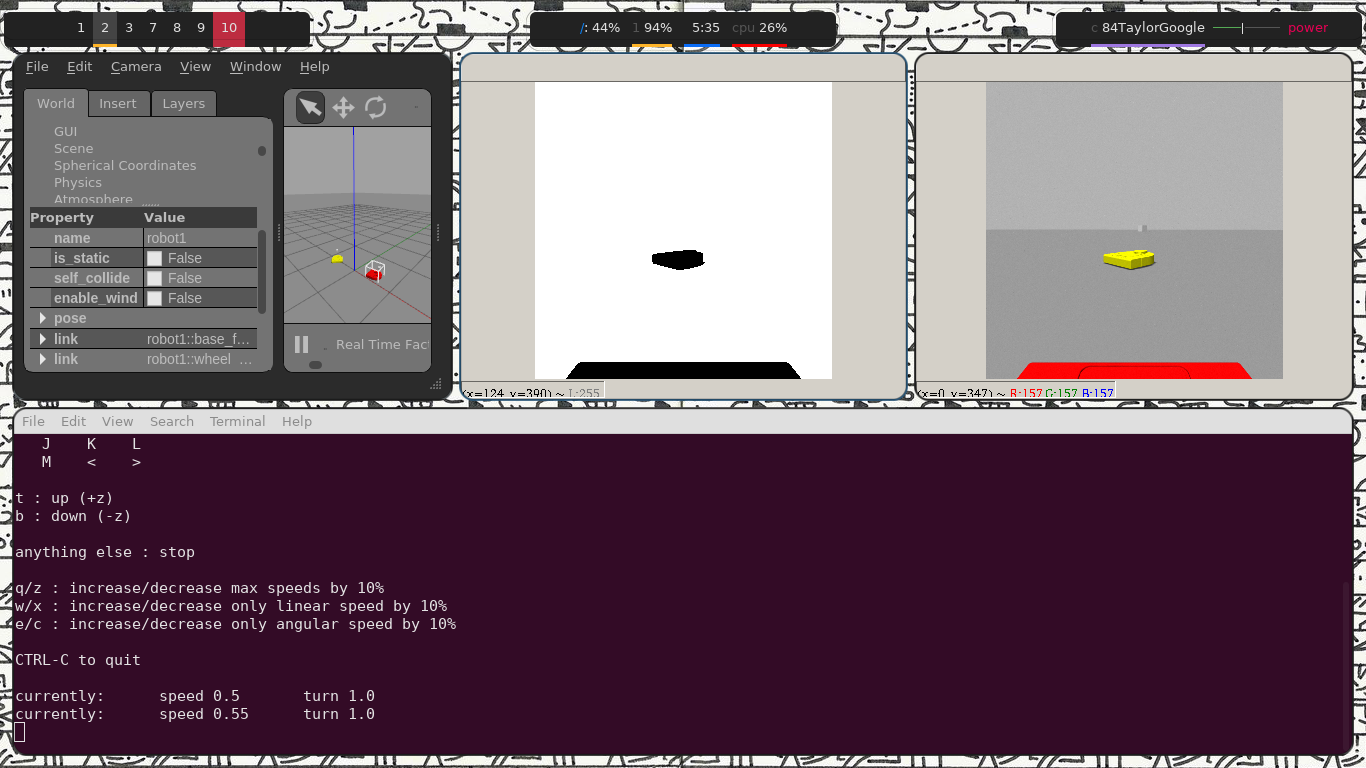 1 2 3 7 8 9 10
/: 44% 1 94% 5:35 cpu 26%
c 84TaylorGoogle power
File Edit Camera View Window Help
World Insert Layers
GUI
Scene
Spherical Coordinates
Physics
Atmosphere
Property Value
name robot1
is_static False
self_collide False
enable_wind False
pose
link robot1::base_f...
link robot1::wheel_...
Real Time Fac
(x=124, y=390) ~ L:255
(x=0, y=347) ~ R:157 G:157 B:157
File Edit View Search Terminal Help
J K L
M < >
t : up (+z)
b : down (-z)
anything else : stop
q/z : increase/decrease max speeds by 10%
w/x : increase/decrease only linear speed by 10%
e/c : increase/decrease only angular speed by 10%
CTRL-C to quit
currently: speed 0.5 turn 1.0
currently: speed 0.55 turn 1.0